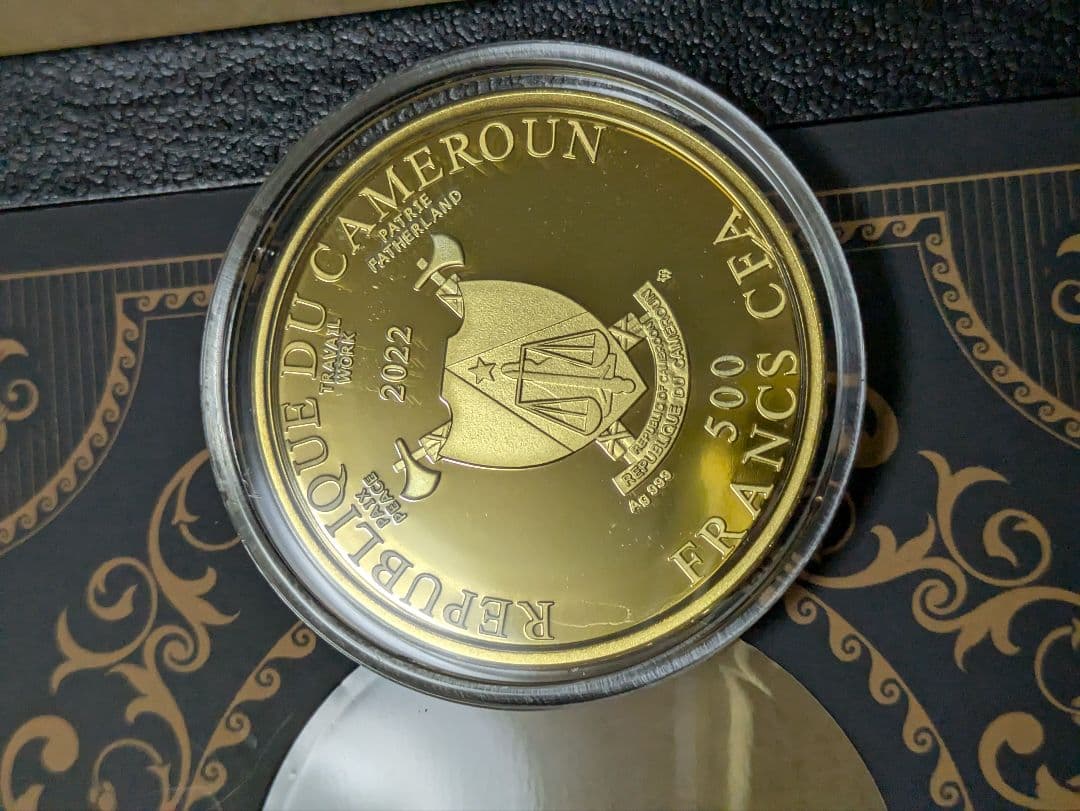 REPUBLIQUE DU CAMEROUN
PAIX
PEACE
TRAVAIL
WORK
PATRIE
FATHERLAND
2022
REPUBLIC OF CAMEROON
REPUBLIQUE DU CAMEROUN
Ag 999
500
FRANCS CFA